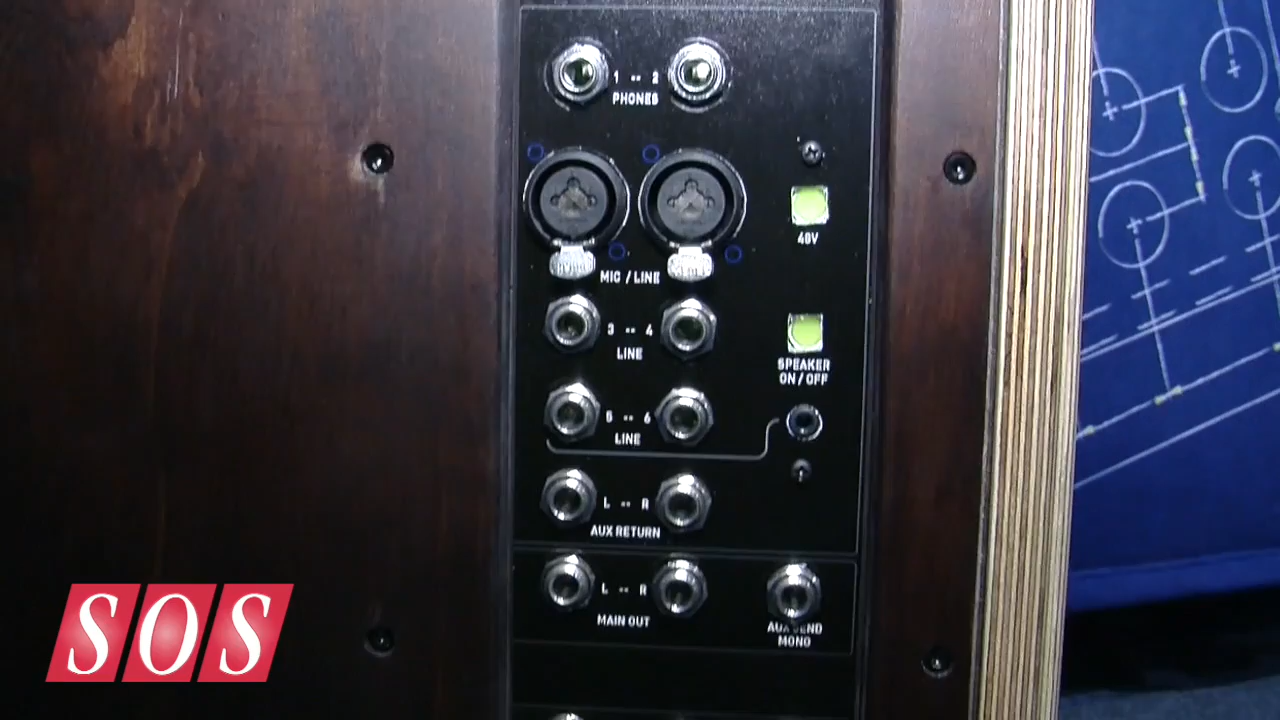 1 -- 2
PHONES
MIC / LINE
48V
3 -- 4
LINE
SPEAKER
ON / OFF
5 -- 6
LINE
L -- R
AUX RETURN
L -- R
MAIN OUT
AUX SEND
MONO
SOS